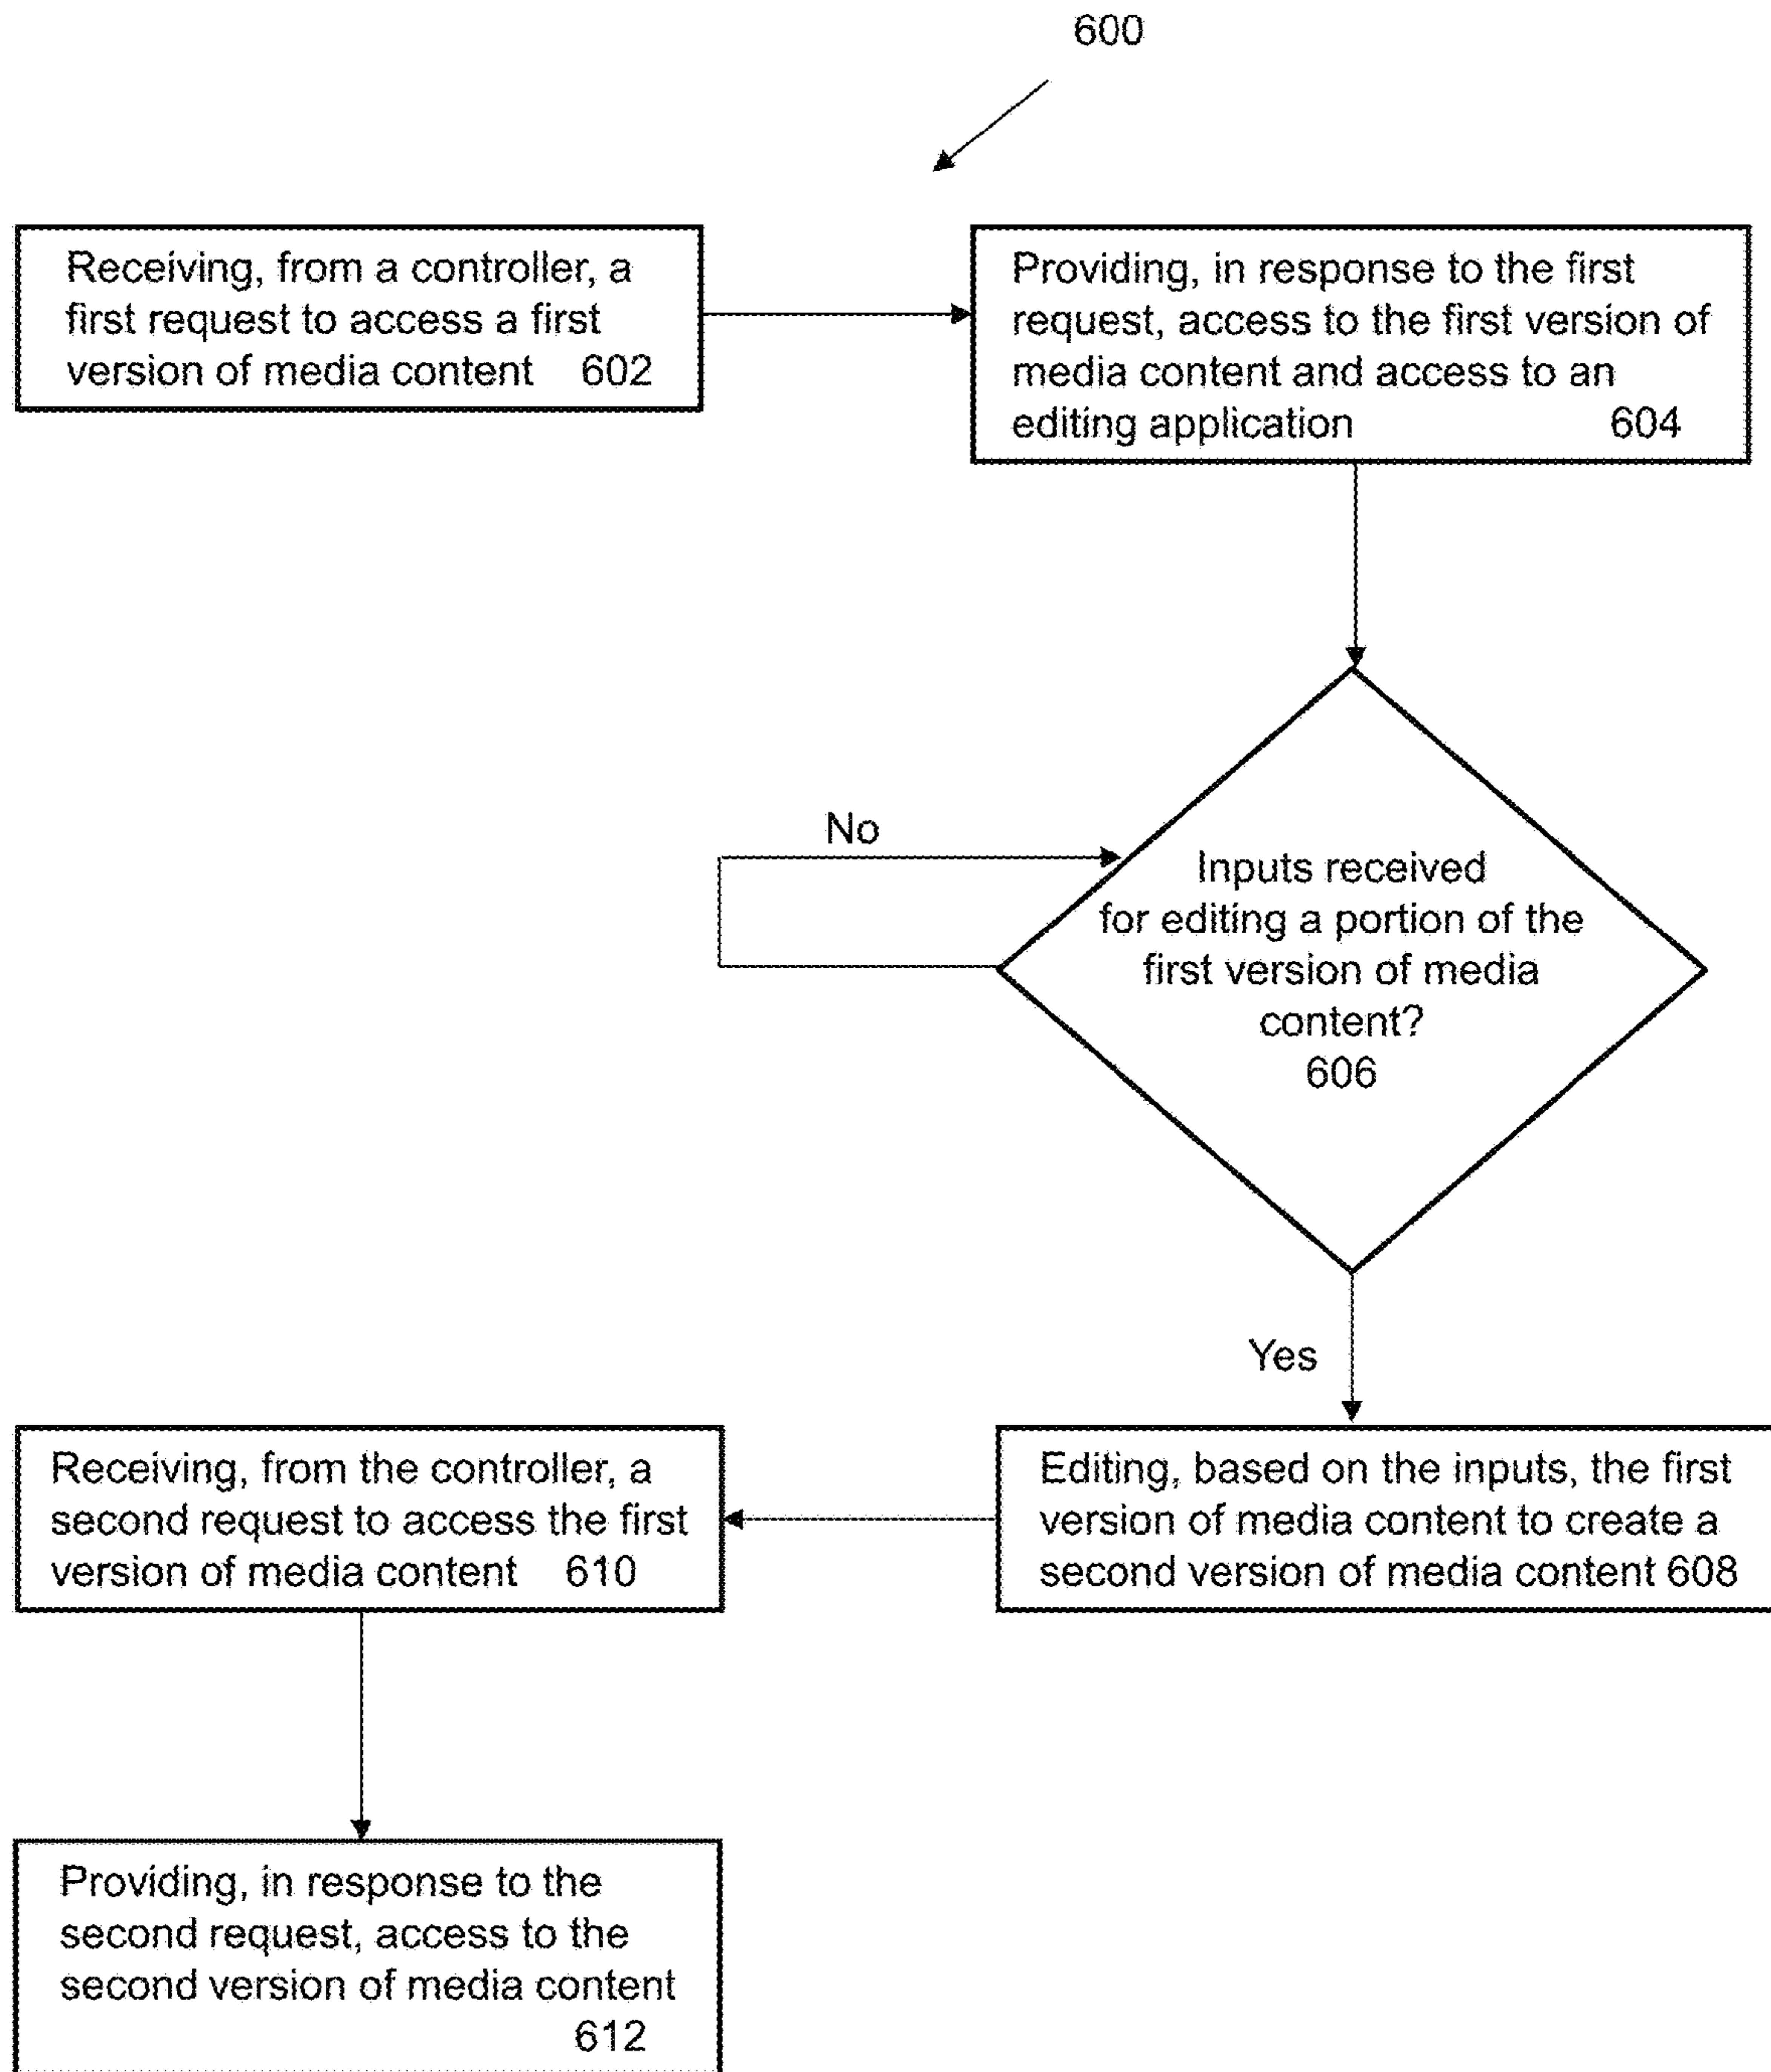 600
Receiving, from a controller, a
first request to access a first
version of media content 602
Providing, in response to the first
request, access to the first version of
media content and access to an
editing application 604
No
Inputs received
for editing a portion of the
first version of media
content?
606
Yes
Editing, based on the inputs, the first
version of media content to create a
second version of media content 608
Receiving, from the controller, a
second request to access the first
version of media content 610
Providing, in response to the
second request, access to the
second version of media content
612